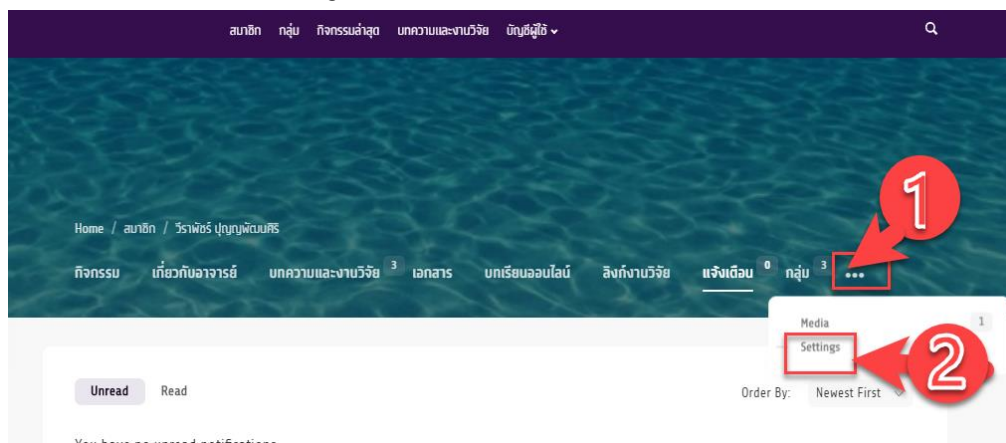 สมาชิก กลุ่ม กิจกรรมล่าสุด บทความและงานวิจัย บัญชีผู้ใช้
Home / สมาชิก / วีราพัชร์ ปุญญพัฒนศิริ
กิจกรรม เกี่ยวกับอาจารย์ บทความและงานวิจัย 3 เอกสาร บทเรียนออนไลน์ ลิงก์งานวิจัย แจ้งเตือน 0 กลุ่ม 3 •••
1
Media 1
Settings
2
Unread Read Order By: Newest First
You have no unread notifications